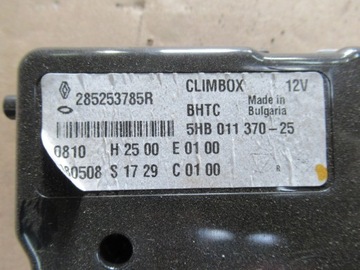 285253785R CLIMBOX 12V
BHTC Made in Bulgaria
5HB 011 370-25
0810 H 25 00 E 01 00
080508 S 17 29 C 01 00